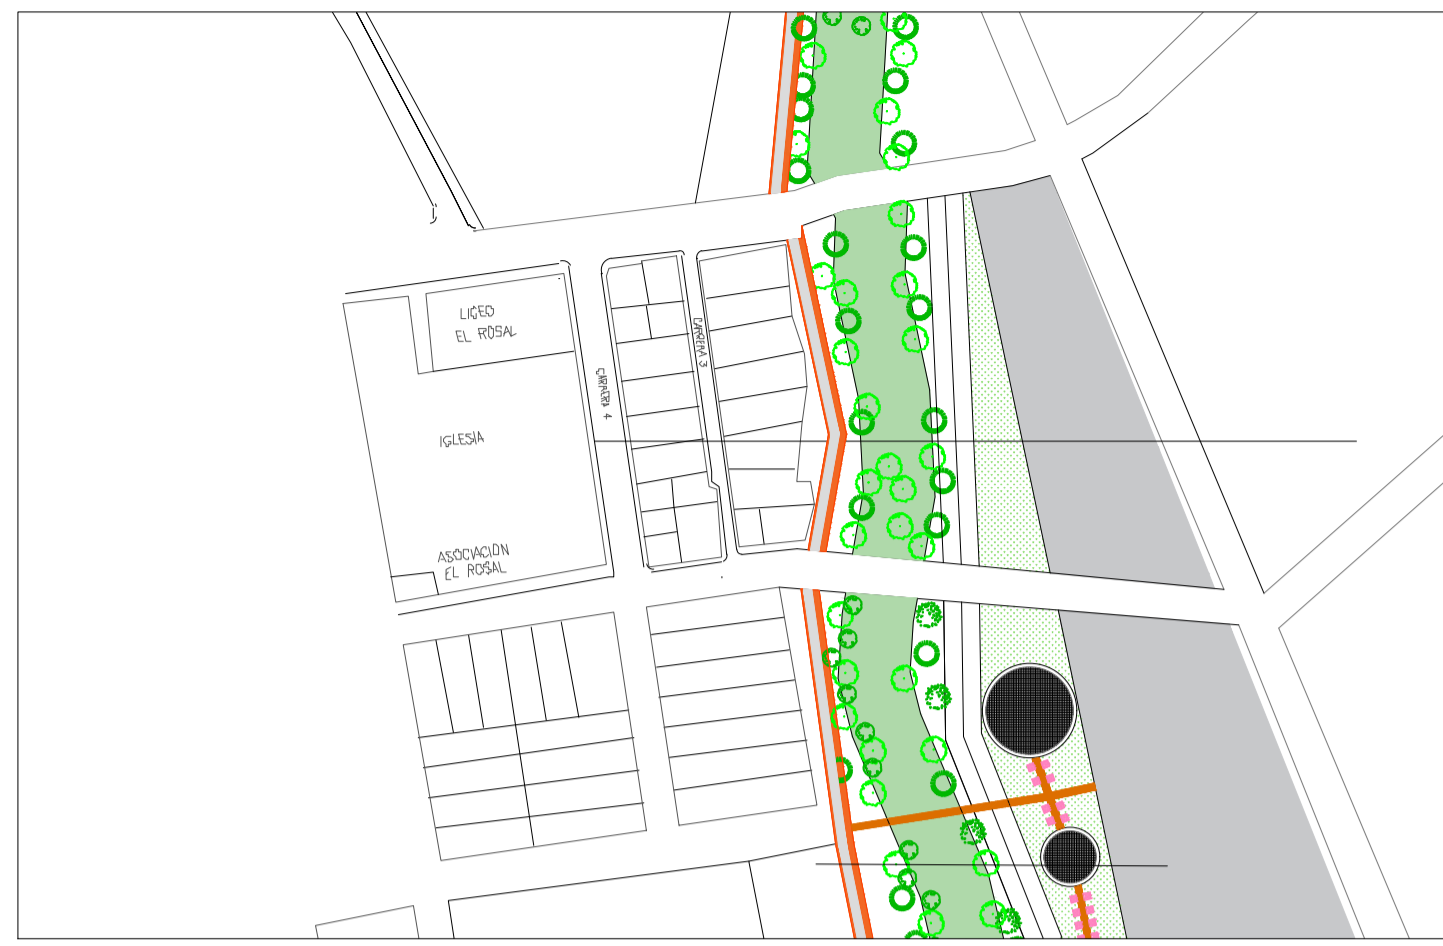 LICEO
EL ROSAL
CARRERA 3
CARRERA 4
IGLESIA
ASOCIACION
EL ROSAL